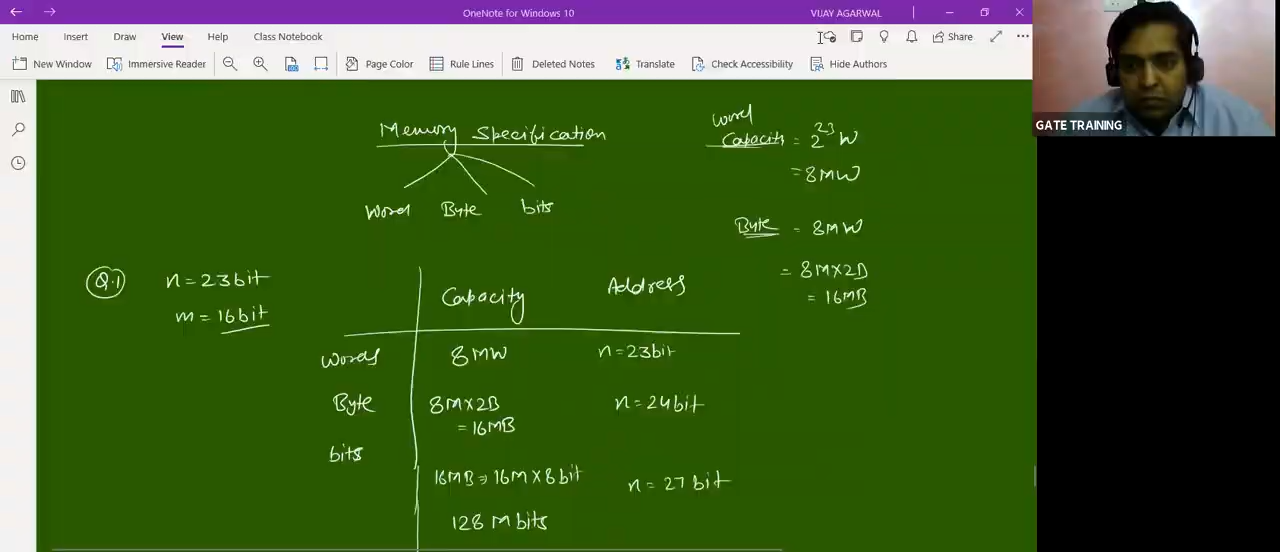 OneNote for Windows 10
VIJAY AGARWAL
Home Insert Draw View Help Class Notebook
Share
New Window Immersive Reader Page Color Rule Lines Deleted Notes Translate Check Accessibility Hide Authors
GATE TRAINING
Memory Specification
Word Byte bits
Word
Capacity = 2^23 W
= 8MW
Byte = 8MW
= 8M×2B
= 16MB
Q.1 n = 23bit
m = 16bit
Capacity Address
Words 8MW n = 23bit
Byte 8M×2B n = 24bit
= 16MB
bits
16MB ⇒ 16M × 8bit n = 27 bit
128 M bits